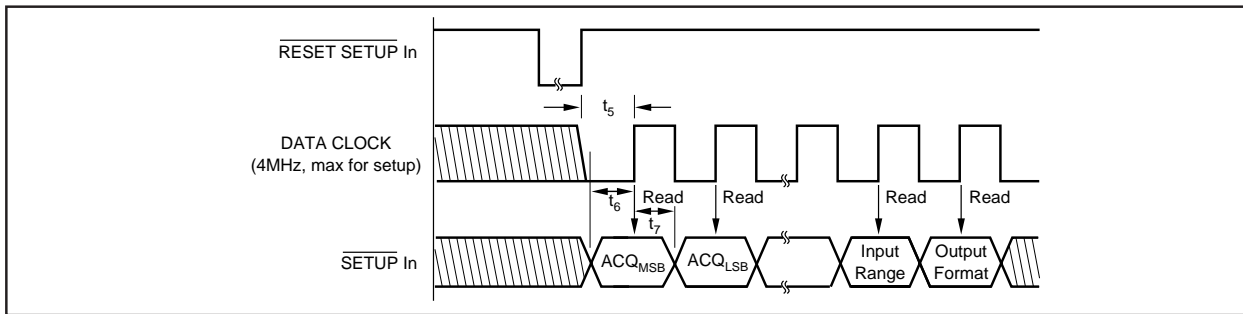 RESET SETUP In
t5
DATA CLOCK
(4MHz, max for setup)
t6
Read
Read
Read
Read
t7
SETUP In
ACQMSB
ACQLSB
Input
Range
Output
Format